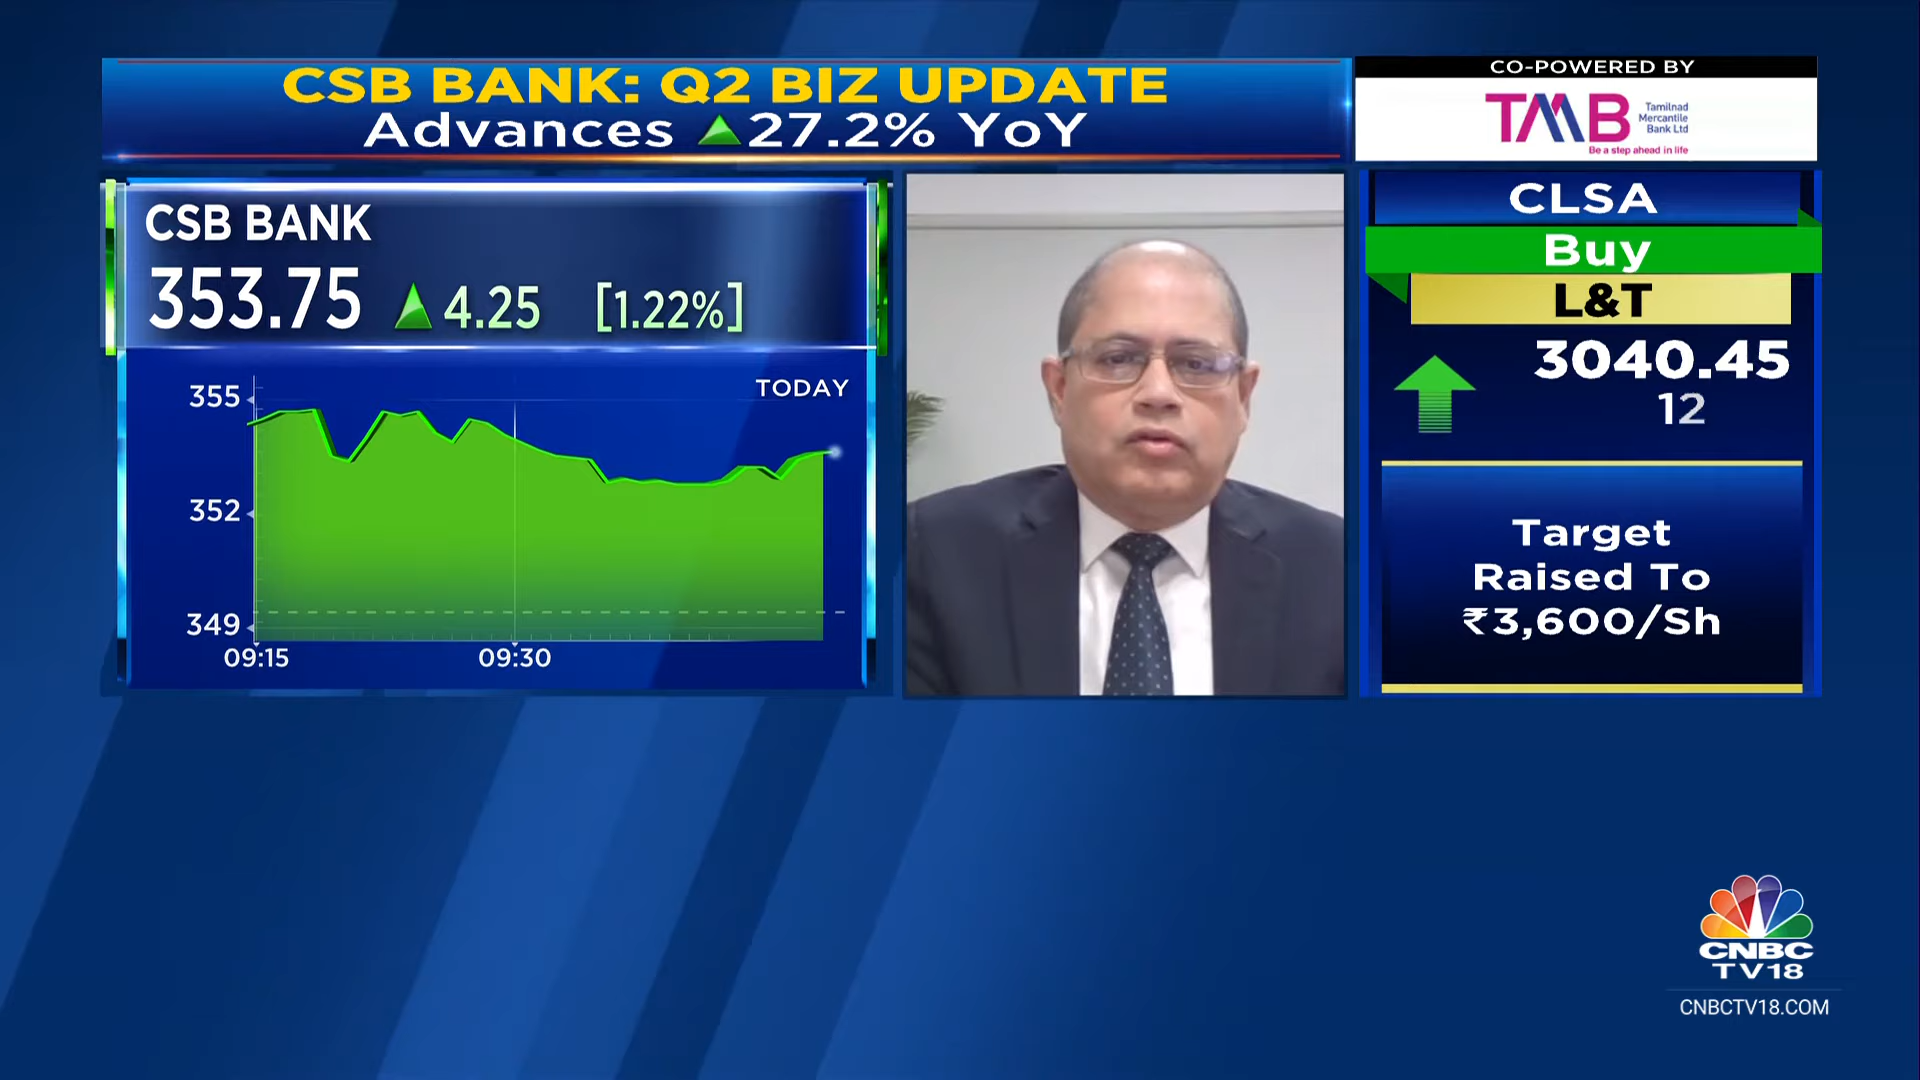 CSB BANK: Q2 BIZ UPDATE
Advances ▲27.2% YoY
CO-POWERED BY
TMB
Tamilnad
Mercantile
Bank Ltd
Be a step ahead in life
CSB BANK
353.75 ▲ 4.25 [1.22%]
TODAY
355
352
349
09:15 09:30
CLSA
Buy
L&T
3040.45
12
Target
Raised To
₹3,600/Sh
CNBC
TV18
CNBCTV18.COM